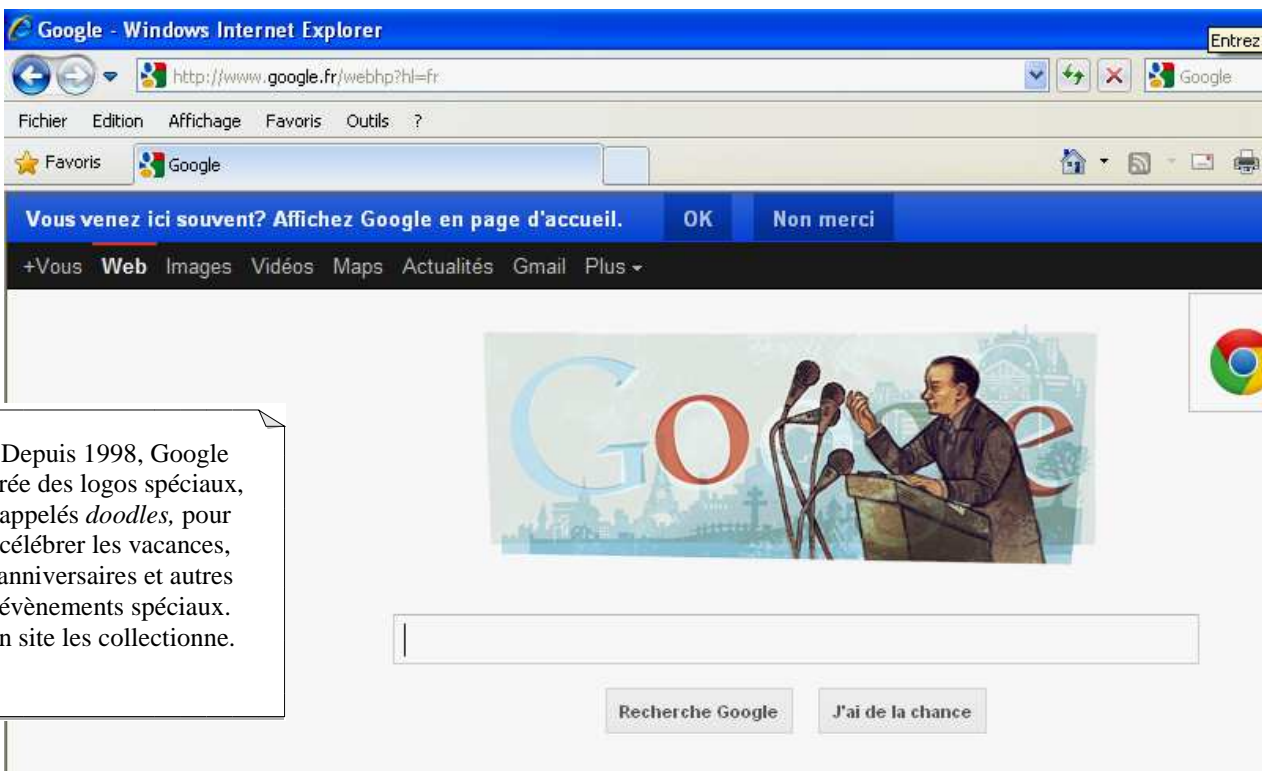 Google - Windows Internet Explorer
Entrez
http://www.google.fr/webhp?hl=fr
Google
Fichier Edition Affichage Favoris Outils ?
Favoris Google
Vous venez ici souvent? Affichez Google en page d'accueil. OK Non merci
+Vous Web Images Vidéos Maps Actualités Gmail Plus
Google
Depuis 1998, Google
rée des logos spéciaux,
appelés doodles, pour
célébrer les vacances,
anniversaires et autres
évènements spéciaux.
n site les collectionne.
Recherche Google J'ai de la chance